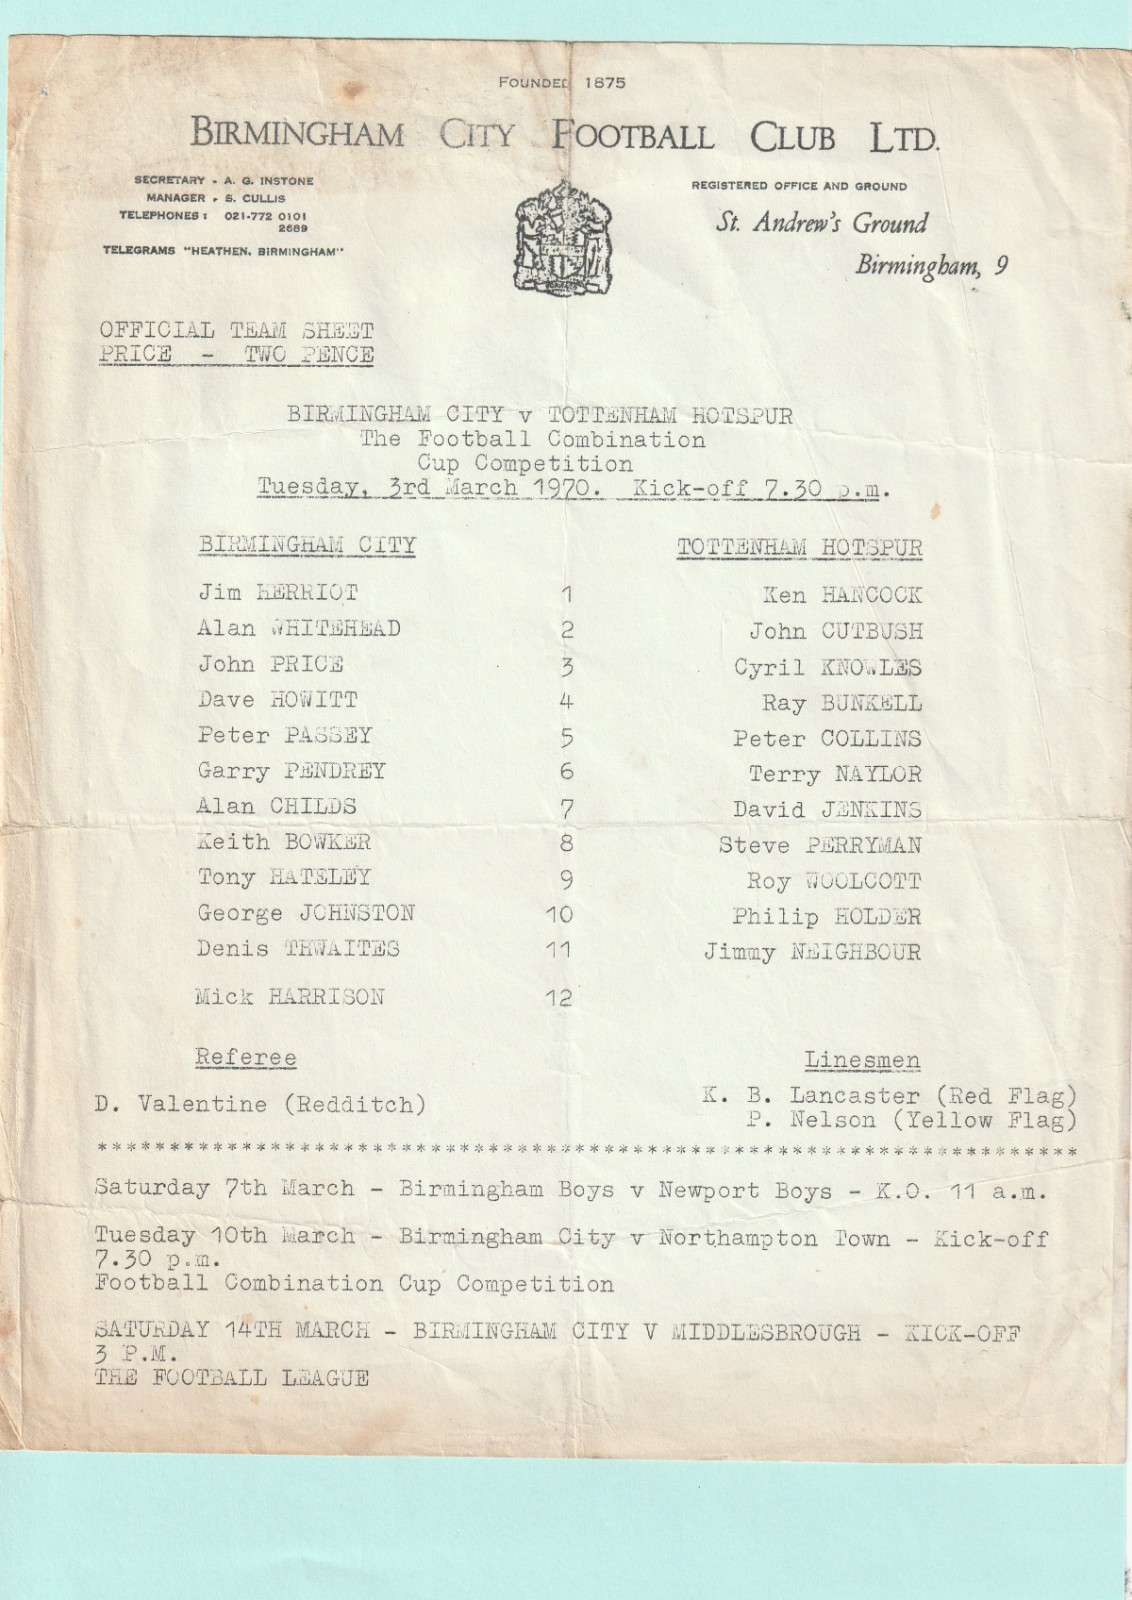 FOUNDED 1875
BIRMINGHAM CITY FOOTBALL CLUB LTD.
SECRETARY - A. G. INSTONE
MANAGER - S. CULLIS
TELEPHONES: 021-772 0101
2689
TELEGRAMS "HEATHEN, BIRMINGHAM"
REGISTERED OFFICE AND GROUND
St. Andrew's Ground
Birmingham, 9
OFFICIAL TEAM SHEET
PRICE - TWO PENCE
BIRMINGHAM CITY v TOTTENHAM HOTSPUR
The Football Combination
Cup Competition
Tuesday, 3rd March 1970. Kick-off 7.30 p.m.
BIRMINGHAM CITY TOTTENHAM HOTSPUR
Jim HERRIOT 1 Ken HANCOCK
Alan WHITEHEAD 2 John CUTBUSH
John PRICE 3 Cyril KNOWLES
Dave HOWITT 4 Ray BUNKELL
Peter PASSEY 5 Peter COLLINS
Garry PENDREY 6 Terry NAYLOR
Alan CHILDS 7 David JENKINS
Keith BOWKER 8 Steve PERRYMAN
Tony HATELEY 9 Roy WOOLCOTT
George JOHNSTON 10 Philip HOLDER
Denis THWAITES 11 Jimmy NEIGHBOUR
Mick HARRISON 12
Referee Linesmen
D. Valentine (Redditch) K. B. Lancaster (Red Flag)
P. Nelson (Yellow Flag)
********************************************************************
Saturday 7th March - Birmingham Boys v Newport Boys - K.O. 11 a.m.
Tuesday 10th March - Birmingham City v Northampton Town - Kick-off
7.30 p.m.
Football Combination Cup Competition
SATURDAY 14TH MARCH - BIRMINGHAM CITY V MIDDLESBROUGH - KICK-OFF
3 P.M.
THE FOOTBALL LEAGUE